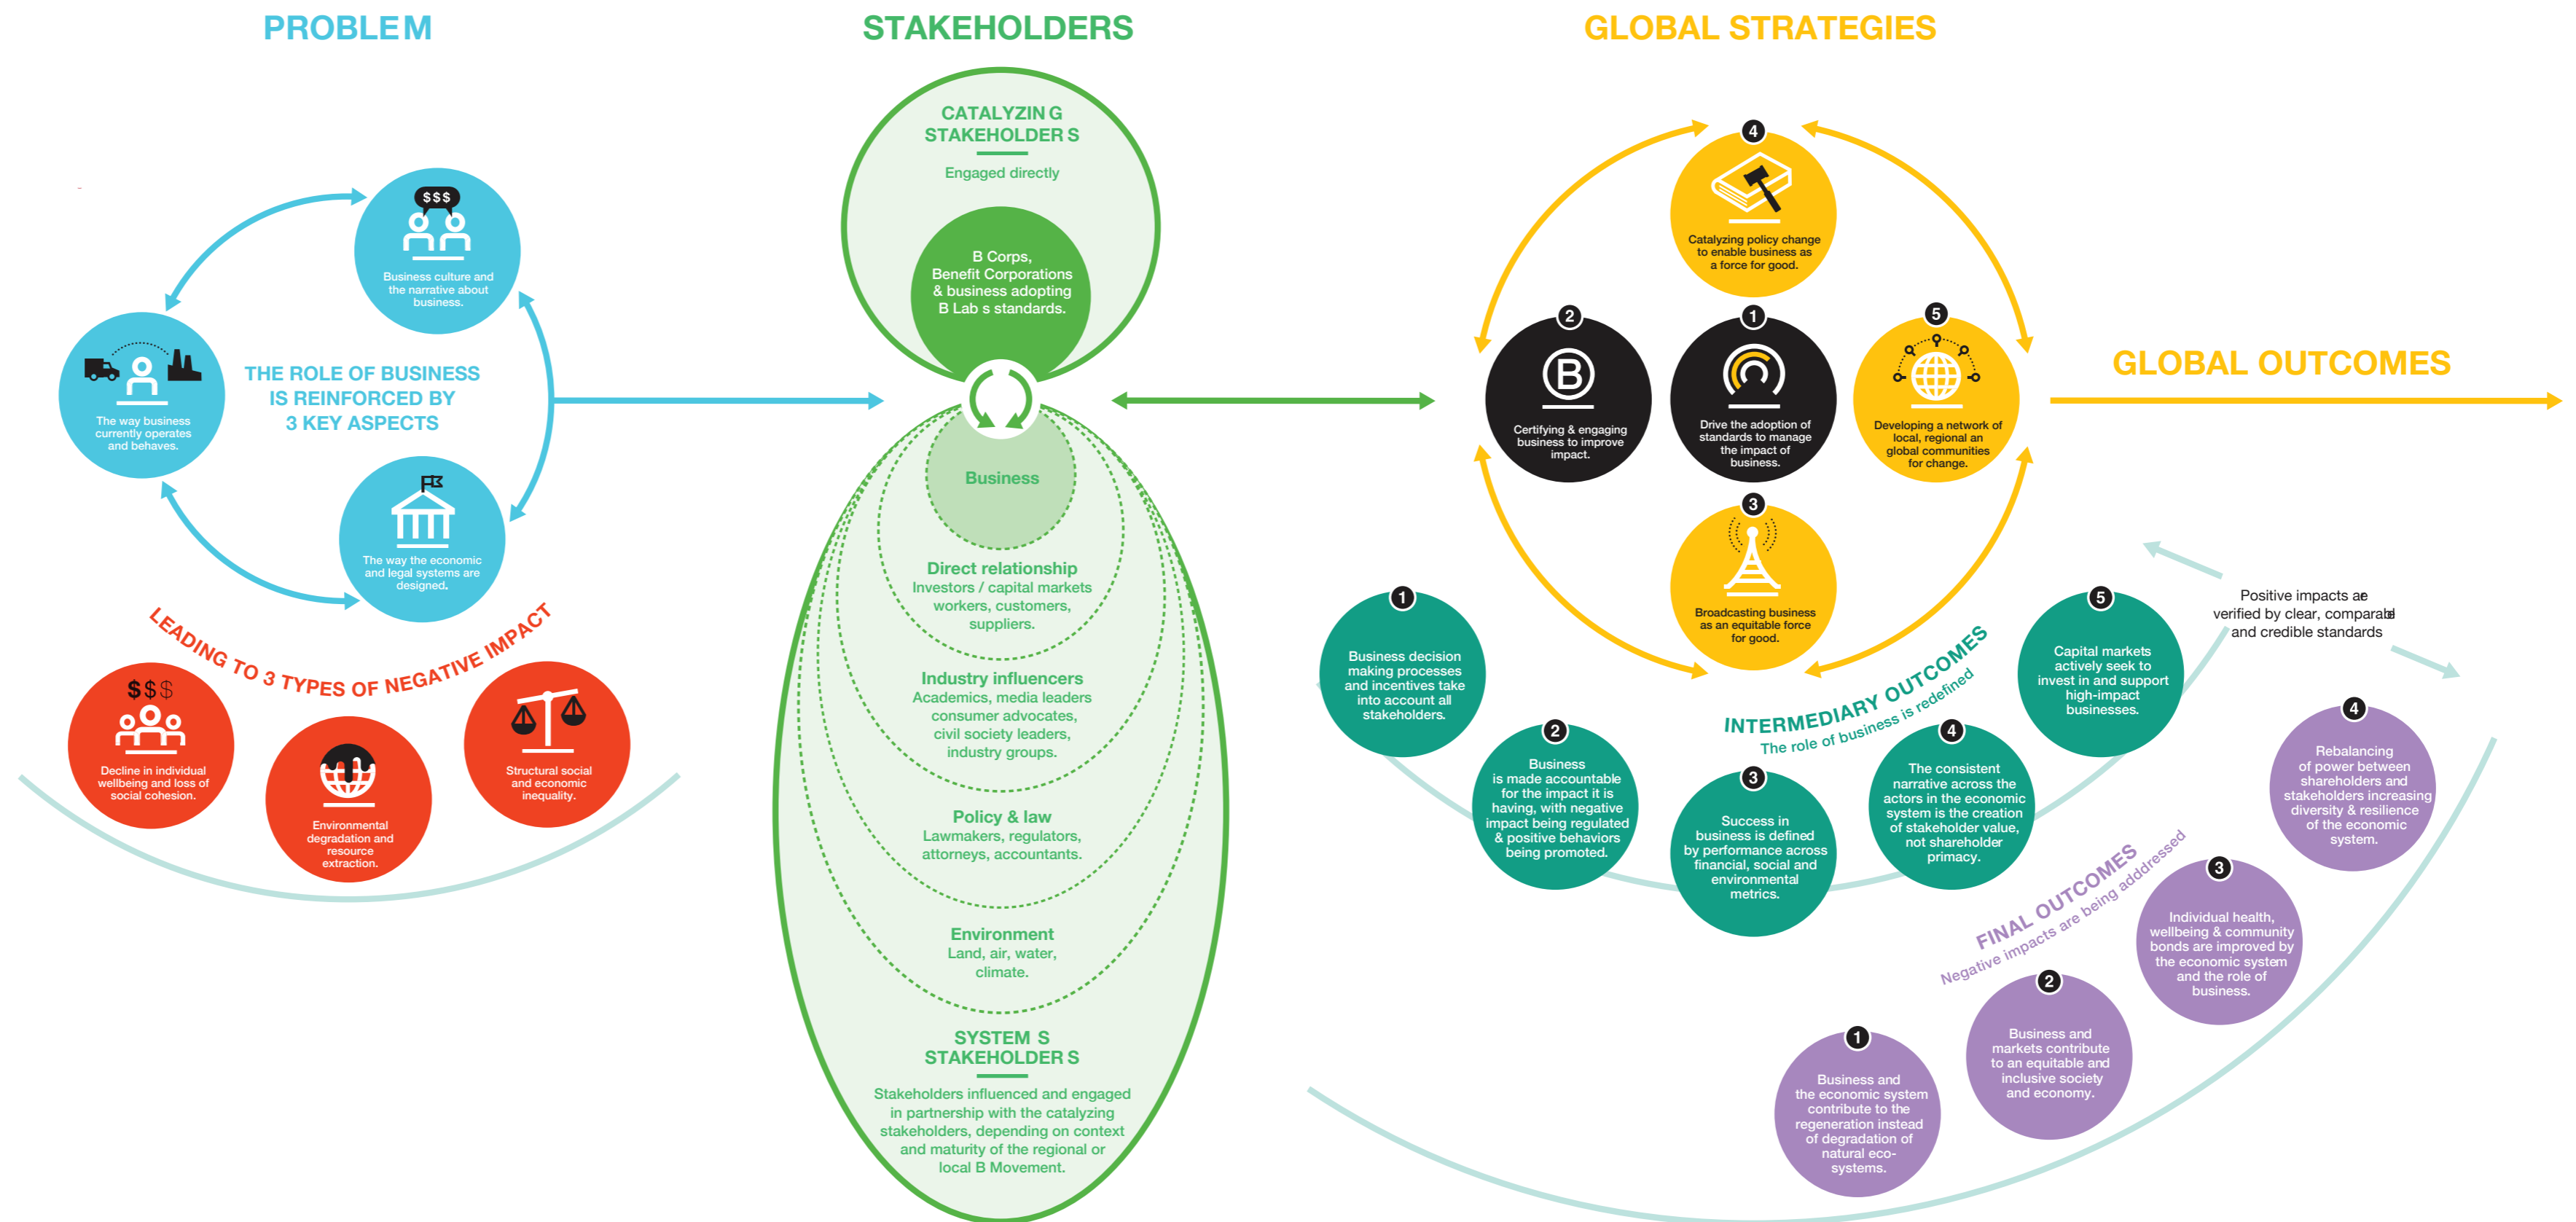 PROBLEM
$$$
Business culture and
the narrative about
business.
The way business
currently operates
and behaves.
THE ROLE OF BUSINESS
IS REINFORCED BY
3 KEY ASPECTS
The way the economic
and legal systems are
designed.
LEADING TO 3 TYPES OF NEGATIVE IMPACT
$$$
Decline in individual
wellbeing and loss of
social cohesion.
Environmental
degradation and
resource
extraction.
Structural social
and economic
inequality.
STAKEHOLDERS
CATALYZIN G
STAKEHOLDER S
Engaged directly
B Corps,
Benefit Corporations
& business adopting
B Lab s standards.
Business
Direct relationship
Investors / capital markets
workers, customers,
suppliers.
Industry influencers
Academics, media leaders
consumer advocates,
civil society leaders,
industry groups.
Policy & law
Lawmakers, regulators,
attorneys, accountants.
Environment
Land, air, water,
climate.
SYSTEM S
STAKEHOLDER S
Stakeholders influenced and engaged
in partnership with the catalyzing
stakeholders, depending on context
and maturity of the regional or
local B Movement.
GLOBAL STRATEGIES
4
Catalyzing policy change
to enable business as
a force for good.
2
B
Certifying & engaging
business to improve
impact.
1
Drive the adoption of
standards to manage
the impact of
business.
5
Developing a network of
local, regional an
global communities
for change.
3
Broadcasting business
as an equitable force
for good.
GLOBAL OUTCOMES
INTERMEDIARY OUTCOMES
The role of business is redefined
1
Business decision
making processes
and incentives take
into account all
stakeholders.
2
Business
is made accountable
for the impact it is
having, with negative
impact being regulated
& positive behaviors
being promoted.
3
Success in
business is defined
by performance across
financial, social and
environmental
metrics.
4
The consistent
narrative across the
actors in the economic
system is the creation
of stakeholder value,
not shareholder
primacy.
5
Capital markets
actively seek to
invest in and support
high-impact
businesses.
Positive impacts are
verified by clear, comparable
and credible standards
FINAL OUTCOMES
Negative impacts are being adddressed
1
Business and
the economic system
contribute to the
regeneration instead
of degradation of
natural eco-
systems.
2
Business and
markets contribute
to an equitable and
inclusive society
and economy.
3
Individual health,
wellbeing & community
bonds are improved by
the economic system
and the role of
business.
4
Rebalancing
of power between
shareholders and
stakeholders increasing
diversity & resilience
of the economic
system.